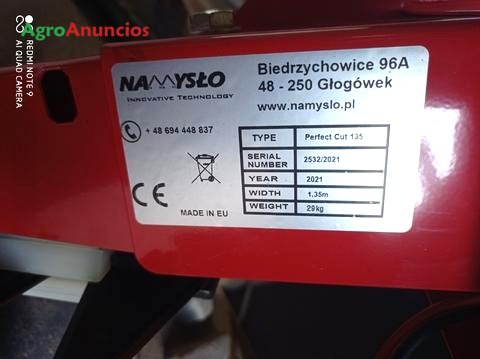 AgroAnuncios
REDMI NOTE 9
AI QUAD CAMERA
NAMYSŁO
INNOVATIVE TECHNOLOGY
Biedrzychowice 96A
48 - 250 Głogówek
www.namyslo.pl
+ 48 694 448 837
TYPE Perfect Cut 135
SERIAL NUMBER 2532/2021
YEAR 2021
WIDTH 1,35m
WEIGHT 29kg
CE
MADE IN EU